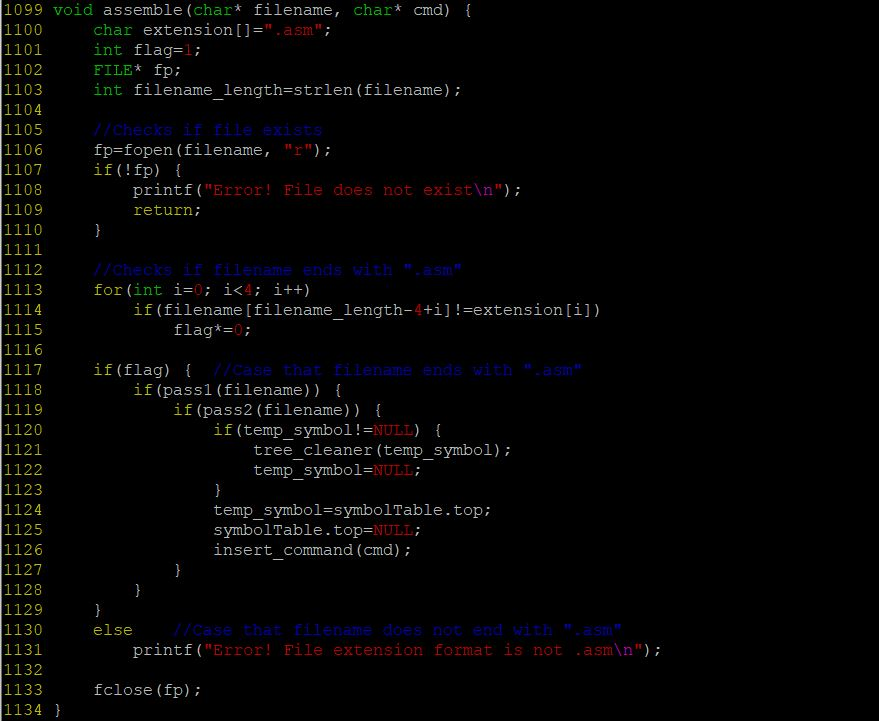 1099 void assemble(char* filename, char* cmd) {
1100     char extension[]=".asm";
1101     int flag=1;
1102     FILE* fp;
1103     int filename_length=strlen(filename);
1104
1105     //Checks if file exists
1106     fp=fopen(filename, "r");
1107     if(!fp) {
1108         printf("Error! File does not exist\n");
1109         return;
1110     }
1111
1112     //Checks if filename ends with ".asm"
1113     for(int i=0; i<4; i++)
1114         if(filename[filename_length-4+i]!=extension[i])
1115             flag*=0;
1116
1117     if(flag) {  //Case that filename ends with ".asm"
1118         if(pass1(filename)) {
1119             if(pass2(filename)) {
1120                 if(temp_symbol!=NULL) {
1121                     tree_cleaner(temp_symbol);
1122                     temp_symbol=NULL;
1123                 }
1124                 temp_symbol=symbolTable.top;
1125                 symbolTable.top=NULL;
1126                 insert_command(cmd);
1127             }
1128         }
1129     }
1130     else    //Case that filename does not end with ".asm"
1131         printf("Error! File extension format is not .asm\n");
1132
1133     fclose(fp);
1134 }